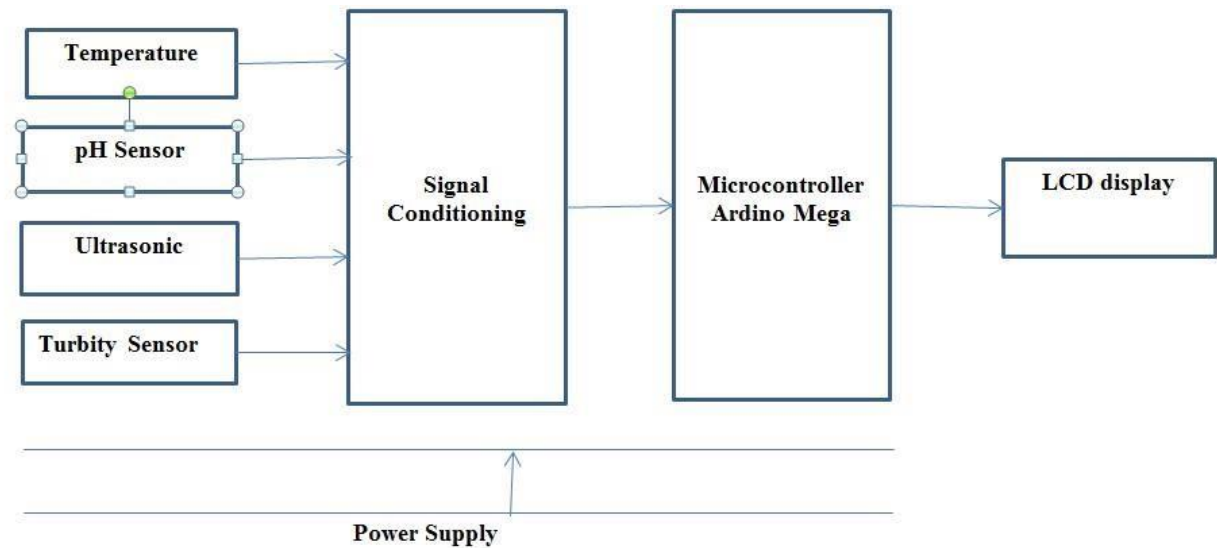 Temperature
pH Sensor
Ultrasonic
Turbity Sensor
Signal
Conditioning
Microcontroller
Ardino Mega
LCD display
Power Supply